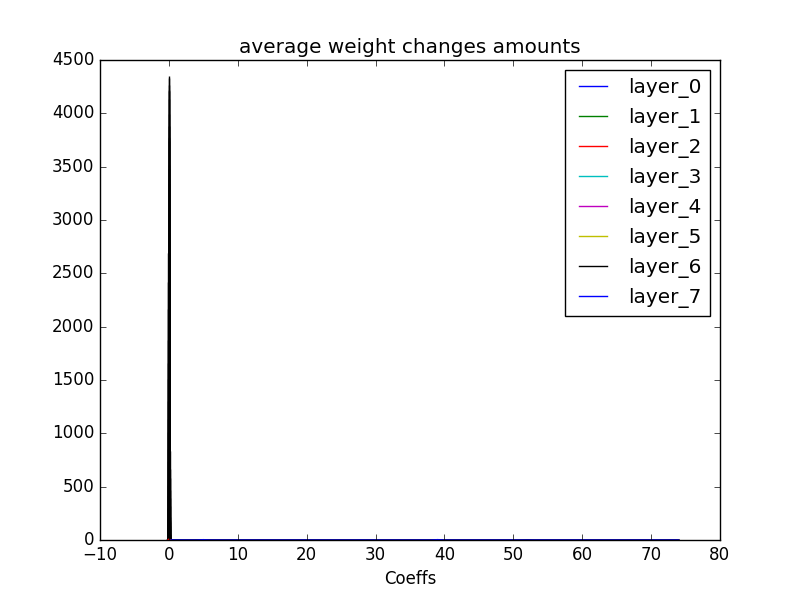 average weight changes amounts
4500
4000
3500
3000
2500
2000
1500
1000
500
0
−10
0
10
20
30
40
50
60
70
80
Coeffs
layer_0
layer_1
layer_2
layer_3
layer_4
layer_5
layer_6
layer_7